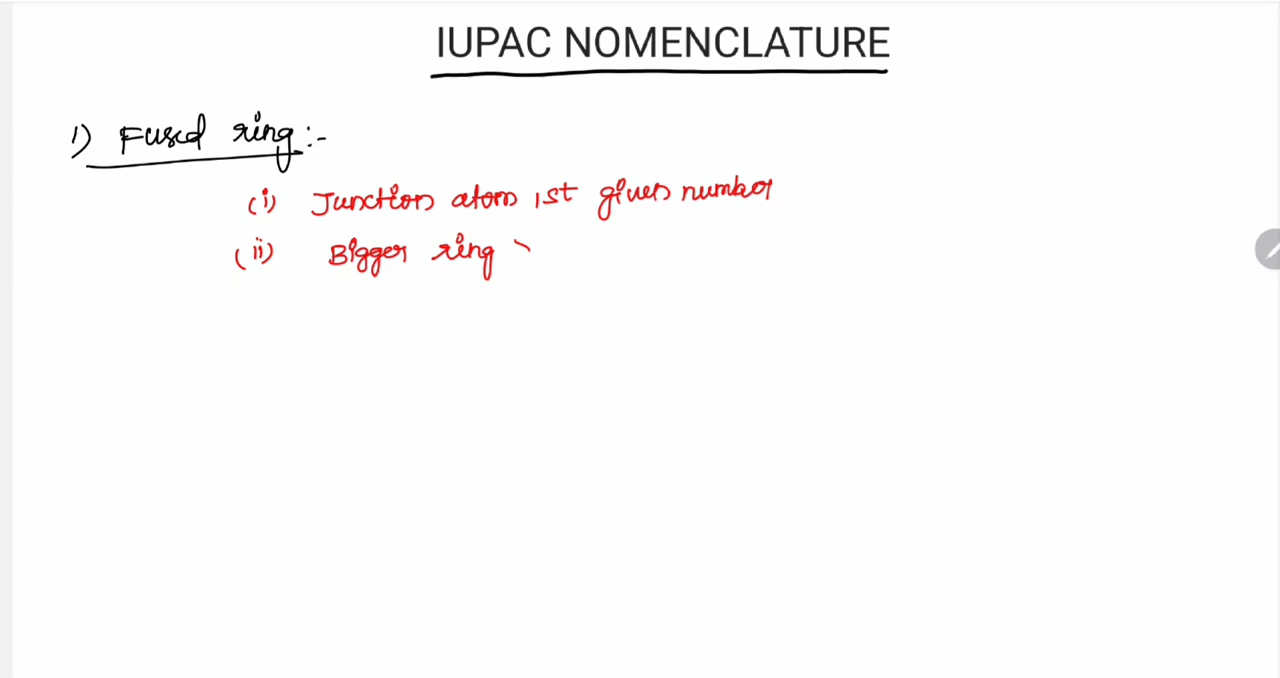 IUPAC NOMENCLATURE
1) Fused ring :-
(i) Junction atom 1st given number
(ii) Bigger ring